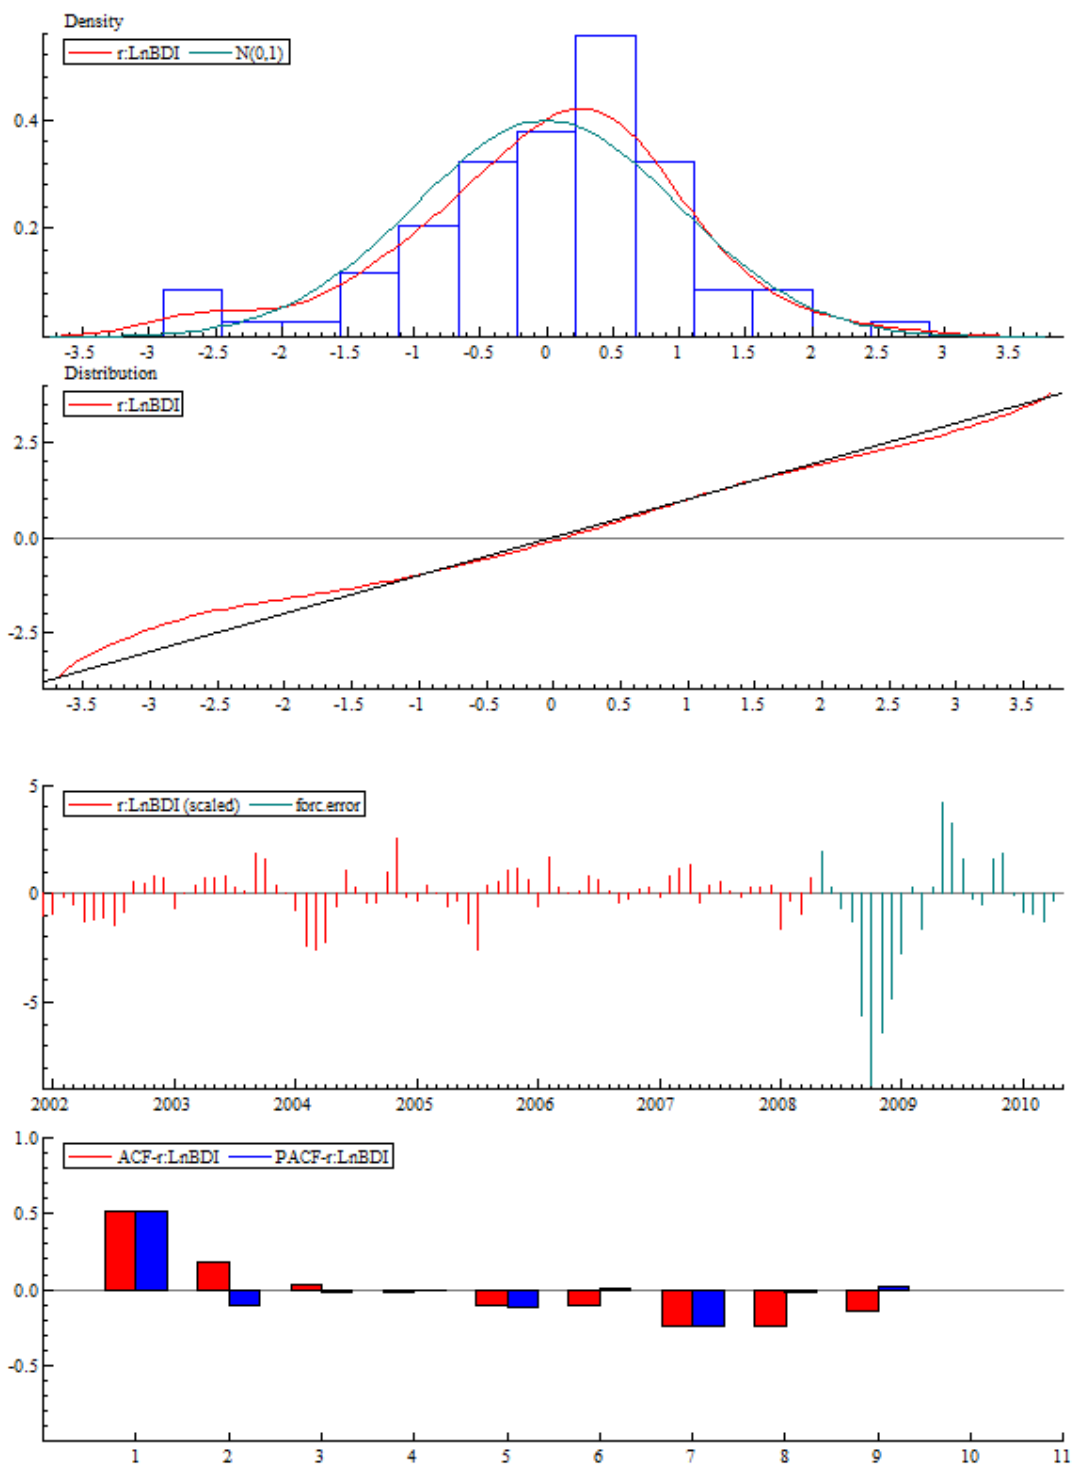 Density
r:LnBDI N(0,1)
0.4
0.2
-3.5 -3 -2.5 -2 -1.5 -1 -0.5 0 0.5 1 1.5 2 2.5 3 3.5
Distribution
r:LnBDI
2.5
0.0
-2.5
-3.5 -3 -2.5 -2 -1.5 -1 -0.5 0 0.5 1 1.5 2 2.5 3 3.5
5
r:LnBDI (scaled) forc.error
0
-5
2002 2003 2004 2005 2006 2007 2008 2009 2010
1.0
ACF-r:LnBDI PACF-r:LnBDI
0.5
0.0
-0.5
1 2 3 4 5 6 7 8 9 10 11